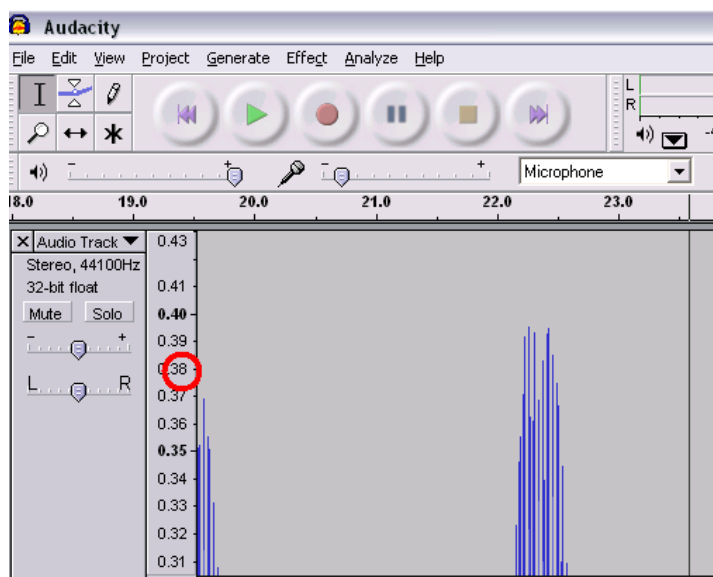 Audacity
File Edit View Project Generate Effect Analyze Help
L
R
- + - + Microphone
18.0 19.0 20.0 21.0 22.0 23.0
X Audio Track
Stereo, 44100Hz
32-bit float
Mute Solo
- +
L R
0.43
0.41
0.40
0.39
0.38
0.37
0.36
0.35
0.34
0.33
0.32
0.31